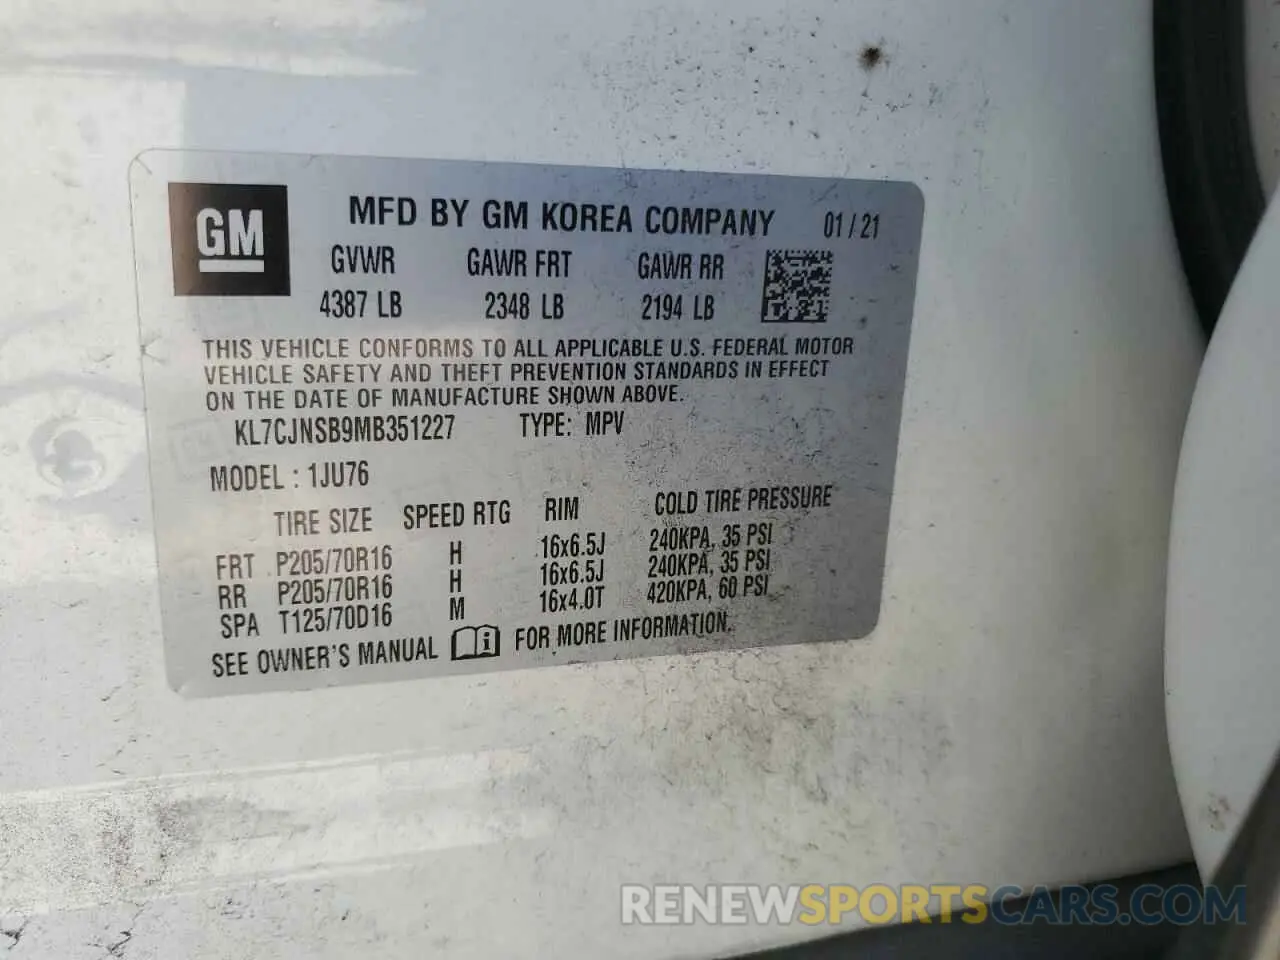 GM
MFD BY GM KOREA COMPANY 01/21
GVWR GAWR FRT GAWR RR
4387 LB 2348 LB 2194 LB
THIS VEHICLE CONFORMS TO ALL APPLICABLE U.S. FEDERAL MOTOR
VEHICLE SAFETY AND THEFT PREVENTION STANDARDS IN EFFECT
ON THE DATE OF MANUFACTURE SHOWN ABOVE.
KL7CJNSB9MB351227 TYPE: MPV
MODEL : 1JU76
TIRE SIZE SPEED RTG RIM COLD TIRE PRESSURE
FRT P205/70R16 H 16x6.5J 240KPA, 35 PSI
RR P205/70R16 H 16x6.5J 240KPA, 35 PSI
SPA T125/70D16 M 16x4.0T 420KPA, 60 PSI
SEE OWNER'S MANUAL i FOR MORE INFORMATION.
RENEWSPORTSCARS.COM